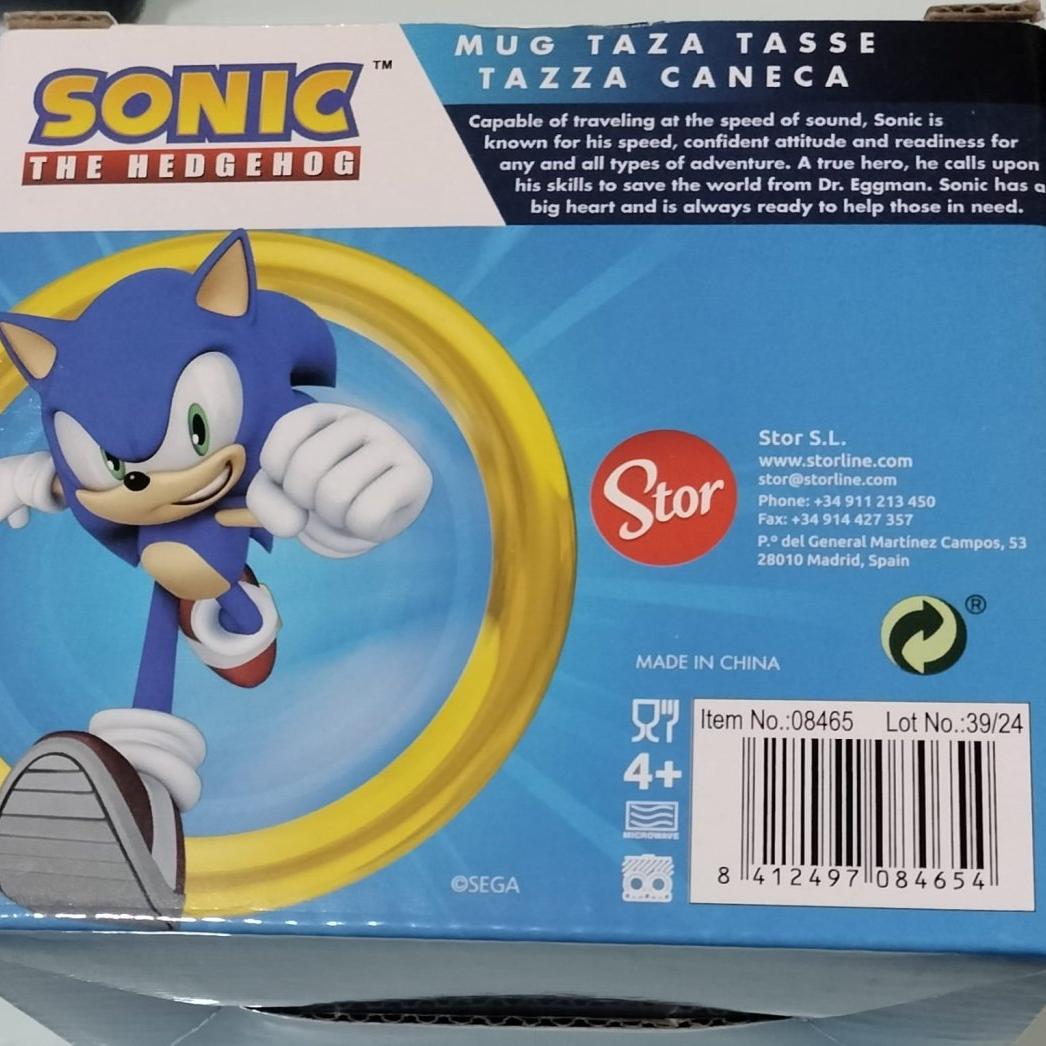 SONIC™
THE HEDGEHOG
MUG TAZA TASSE
TAZZA CANECA
Capable of traveling at the speed of sound, Sonic is
known for his speed, confident attitude and readiness for
any and all types of adventure. A true hero, he calls upon
his skills to save the world from Dr. Eggman. Sonic has a
big heart and is always ready to help those in need.
Stor
Stor S.L.
www.storline.com
stor@storline.com
Phone: +34 911 213 450
Fax: +34 914 427 357
P.º del General Martínez Campos, 53
28010 Madrid, Spain
®
MADE IN CHINA
4+
MICROWAVE
Item No.:08465 Lot No.:39/24
8 412497 084654
©SEGA